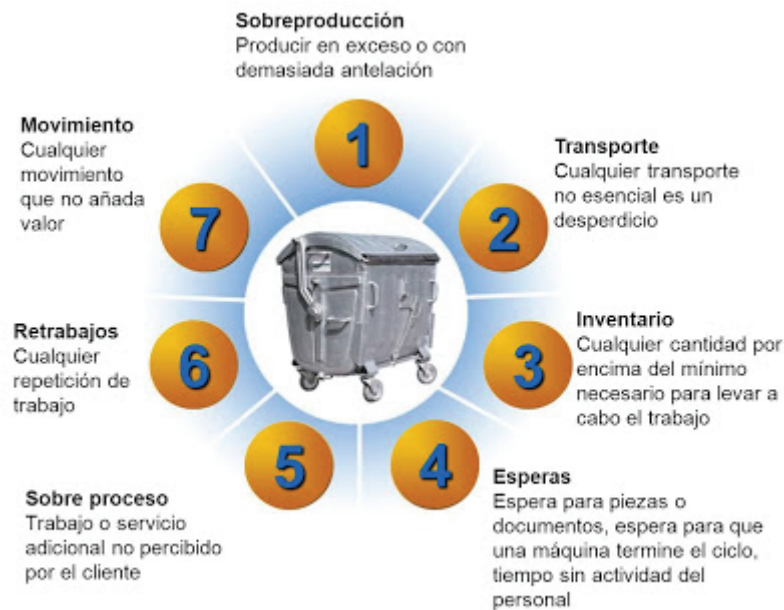 Sobreproducción
Producir en exceso o con
demasiada antelación
1
Transporte
Cualquier transporte
no esencial es un
desperdicio
2
Inventario
Cualquier cantidad por
encima del mínimo
necesario para levar a
cabo el trabajo
3
Esperas
Espera para piezas o
documentos, espera para que
una máquina termine el ciclo,
tiempo sin actividad del
personal
4
Sobre proceso
Trabajo o servicio
adicional no percibido
por el cliente
5
Retrabajos
Cualquier
repetición de
trabajo
6
Movimiento
Cualquier
movimiento
que no añada
valor
7